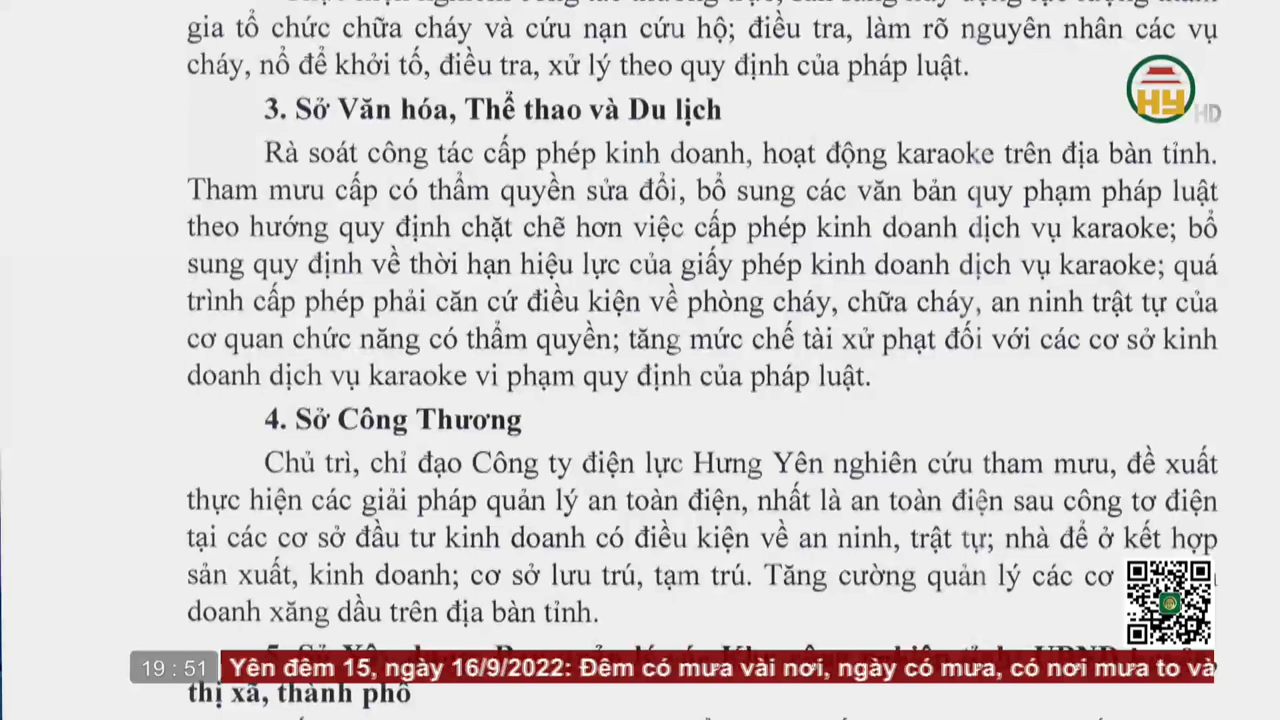 gia tổ chức chữa cháy và cứu nạn cứu hộ; điều tra, làm rõ nguyên nhân các vụ
cháy, nổ để khởi tố, điều tra, xử lý theo quy định của pháp luật.
HY HD
3. Sở Văn hóa, Thể thao và Du lịch
Rà soát công tác cấp phép kinh doanh, hoạt động karaoke trên địa bàn tỉnh.
Tham mưu cấp có thẩm quyền sửa đổi, bổ sung các văn bản quy phạm pháp luật
theo hướng quy định chặt chẽ hơn việc cấp phép kinh doanh dịch vụ karaoke; bổ
sung quy định về thời hạn hiệu lực của giấy phép kinh doanh dịch vụ karaoke; quá
trình cấp phép phải căn cứ điều kiện về phòng cháy, chữa cháy, an ninh trật tự của
cơ quan chức năng có thẩm quyền; tăng mức chế tài xử phạt đối với các cơ sở kinh
doanh dịch vụ karaoke vi phạm quy định của pháp luật.
4. Sở Công Thương
Chủ trì, chỉ đạo Công ty điện lực Hưng Yên nghiên cứu tham mưu, đề xuất
thực hiện các giải pháp quản lý an toàn điện, nhất là an toàn điện sau công tơ điện
tại các cơ sở đầu tư kinh doanh có điều kiện về an ninh, trật tự; nhà để ở kết hợp
sản xuất, kinh doanh; cơ sở lưu trú, tạm trú. Tăng cường quản lý các cơ
doanh xăng dầu trên địa bàn tỉnh.
19 : 51 Yên đêm 15, ngày 16/9/2022: Đêm có mưa vài nơi, ngày có mưa, có nơi mưa to và
thị xã, thành phố